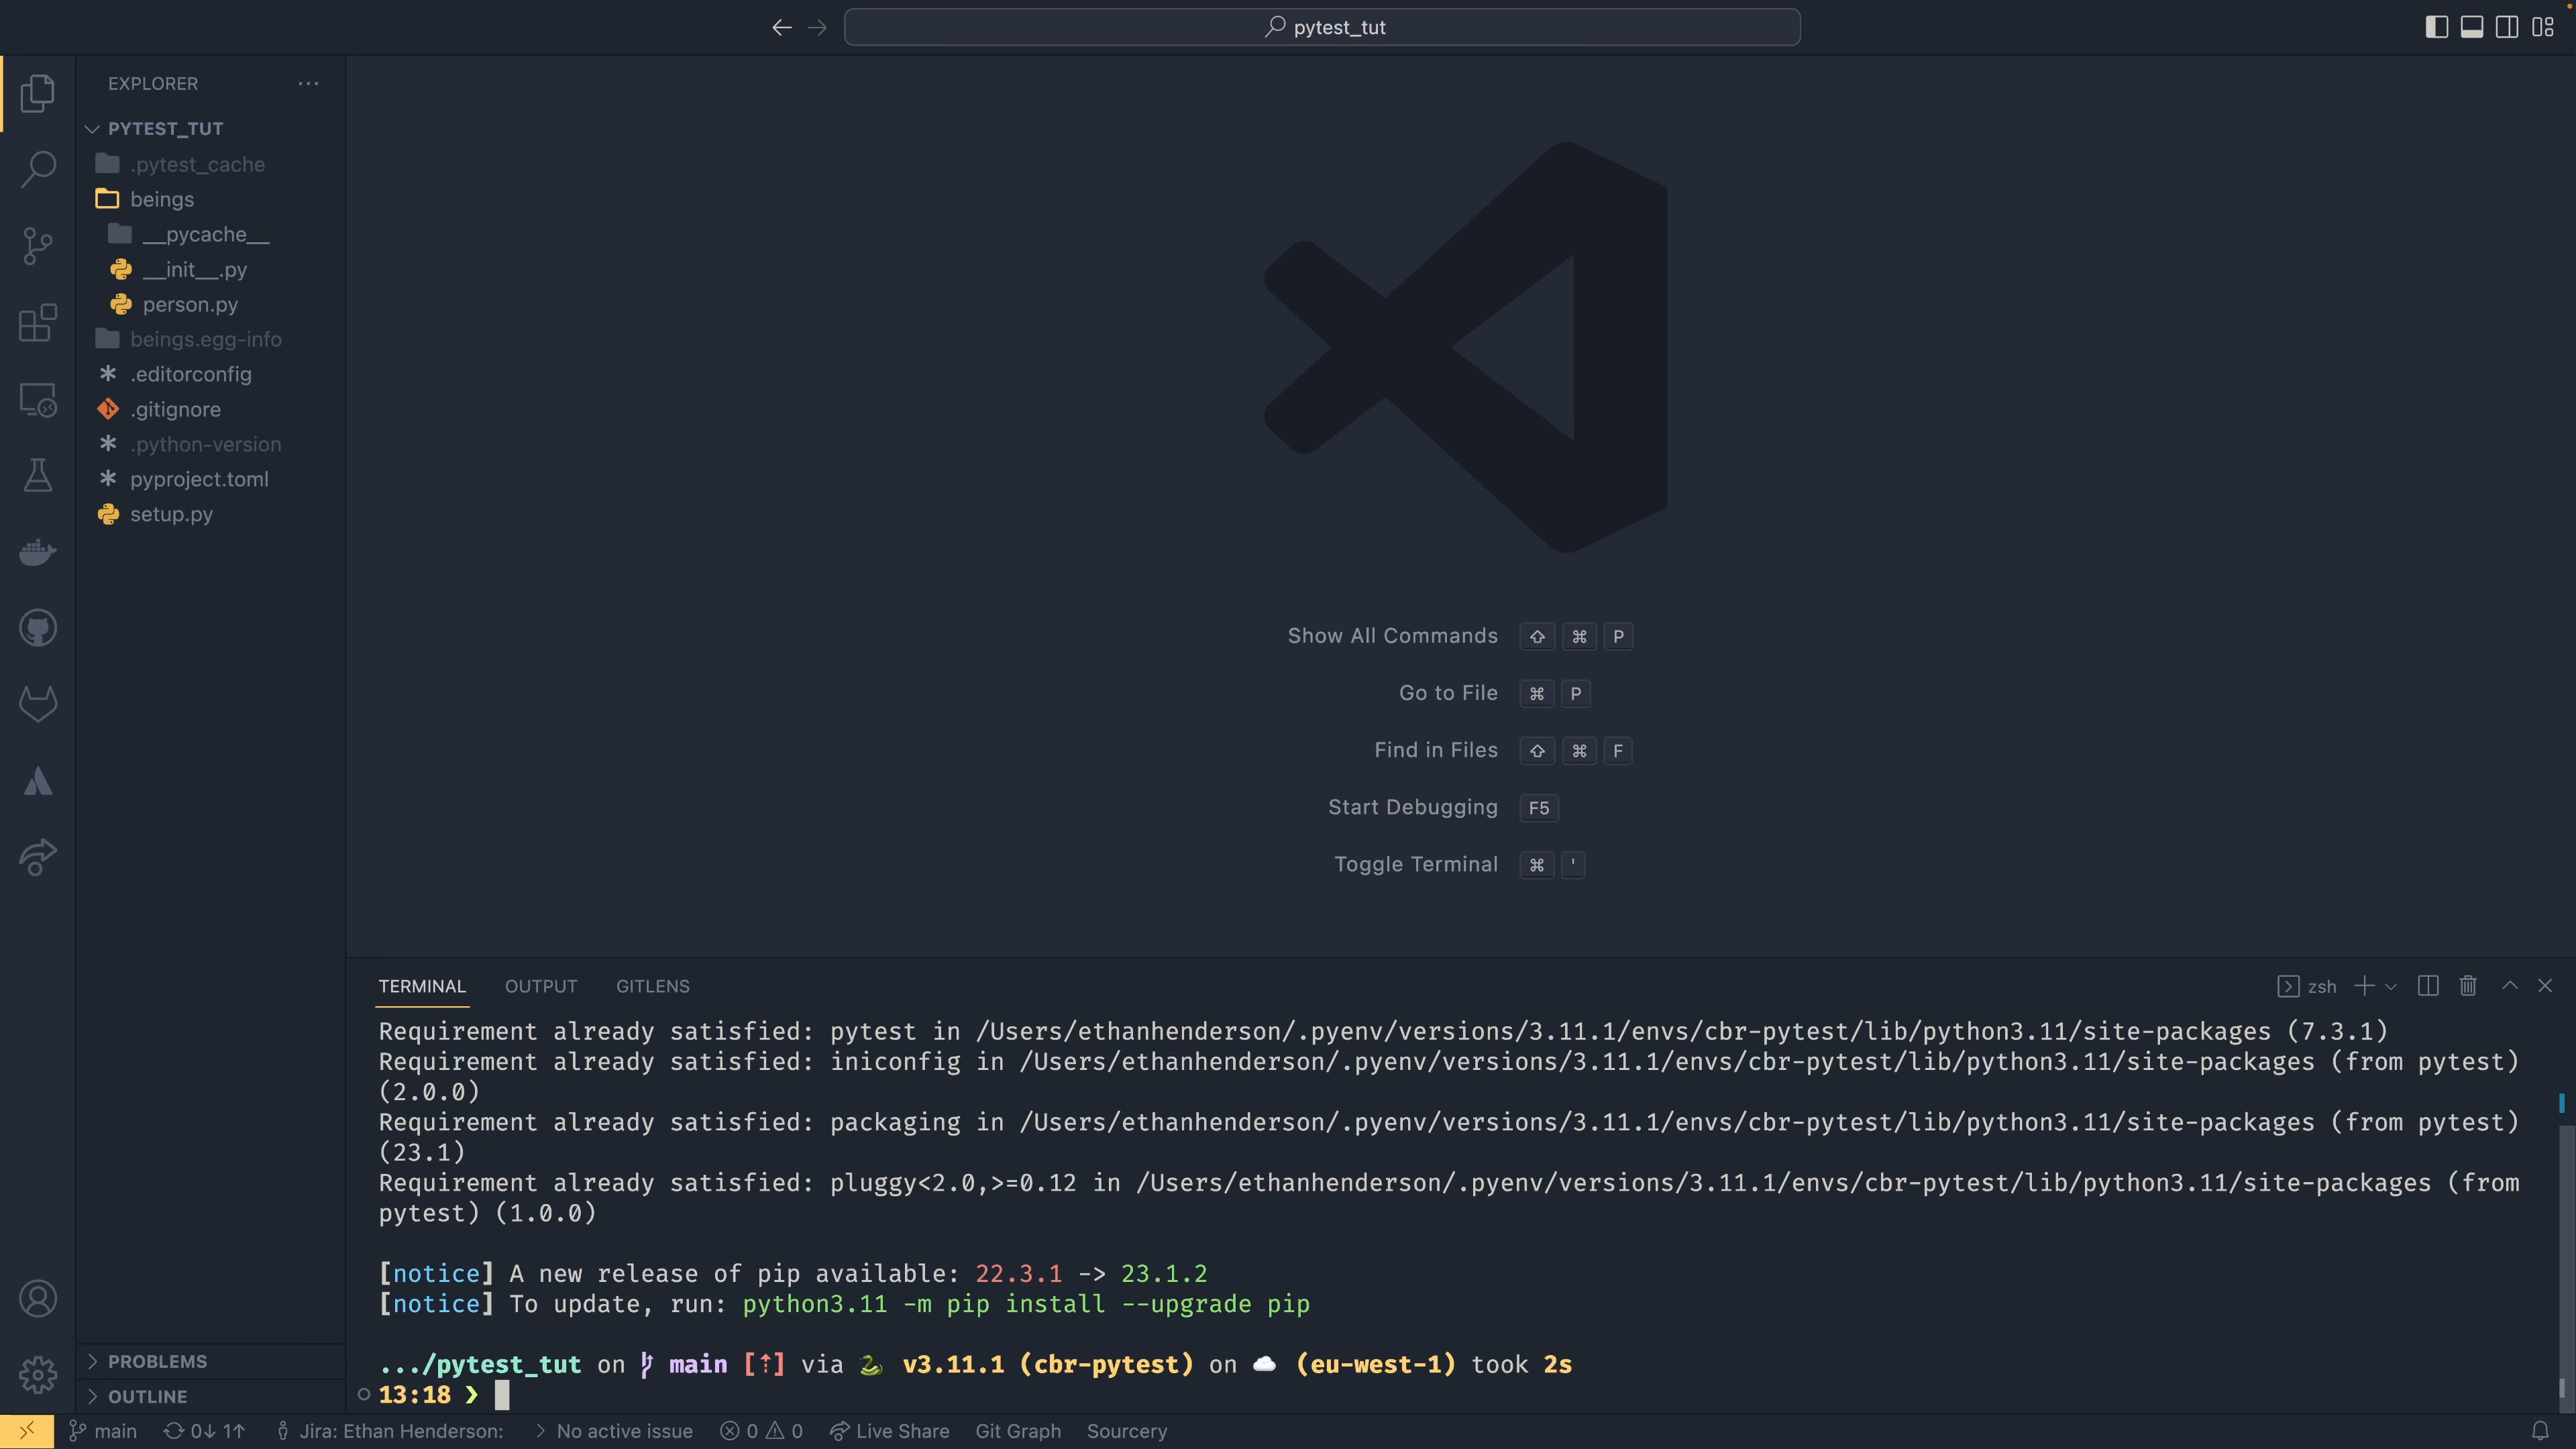 pytest_tut
EXPLORER
PYTEST_TUT
.pytest_cache
beings
__pycache__
__init__.py
person.py
beings.egg-info
.editorconfig
.gitignore
.python-version
pyproject.toml
setup.py
Show All Commands ⇧ ⌘ P
Go to File ⌘ P
Find in Files ⇧ ⌘ F
Start Debugging F5
Toggle Terminal ⌘ '
TERMINAL OUTPUT GITLENS
zsh
Requirement already satisfied: pytest in /Users/ethanhenderson/.pyenv/versions/3.11.1/envs/cbr-pytest/lib/python3.11/site-packages (7.3.1)
Requirement already satisfied: iniconfig in /Users/ethanhenderson/.pyenv/versions/3.11.1/envs/cbr-pytest/lib/python3.11/site-packages (from pytest)
(2.0.0)
Requirement already satisfied: packaging in /Users/ethanhenderson/.pyenv/versions/3.11.1/envs/cbr-pytest/lib/python3.11/site-packages (from pytest)
(23.1)
Requirement already satisfied: pluggy<2.0,>=0.12 in /Users/ethanhenderson/.pyenv/versions/3.11.1/envs/cbr-pytest/lib/python3.11/site-packages (from
pytest) (1.0.0)
[notice] A new release of pip available: 22.3.1 -> 23.1.2
[notice] To update, run: python3.11 -m pip install --upgrade pip
.../pytest_tut on main [⇡] via 🐍 v3.11.1 (cbr-pytest) on ☁️ (eu-west-1) took 2s
13:18 ❯
PROBLEMS
OUTLINE
main 0↓ 1↑ Jira: Ethan Henderson: No active issue 0 0 Live Share Git Graph Sourcery